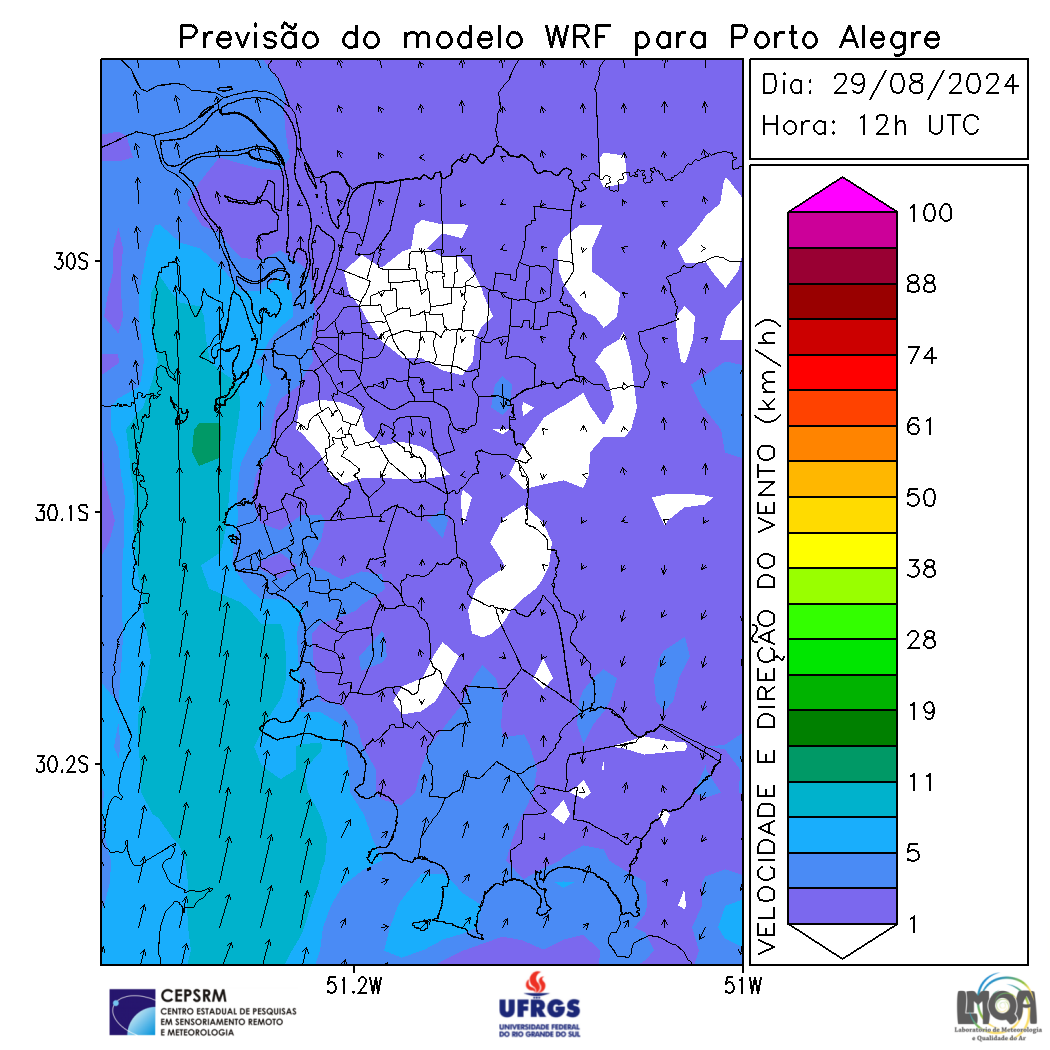 Previsão do modelo WRF para Porto Alegre
Dia: 29/08/2024
Hora: 12h UTC
30S
30.1S
30.2S
51.2W
51W
VELOCIDADE E DIREÇÃO DO VENTO (km/h)
100
88
74
61
50
38
28
19
11
5
1
CEPSRM
CENTRO ESTADUAL DE PESQUISAS
EM SENSORIAMENTO REMOTO
E METEOROLOGIA
UFRGS
UNIVERSIDADE FEDERAL
DO RIO GRANDE DO SUL
LMQA
Laboratório de Meteorologia
e Qualidade do Ar